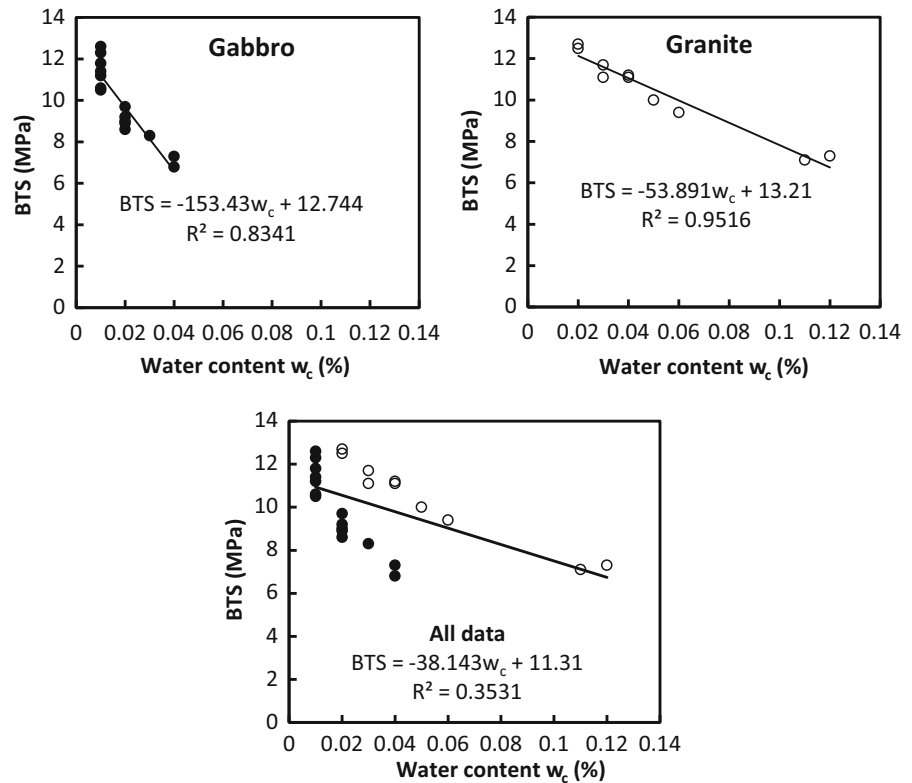 Gabbro
BTS (MPa)
14
12
10
8
6
4
2
0
BTS = -153.43w_c + 12.744
R² = 0.8341
0 0.02 0.04 0.06 0.08 0.1 0.12 0.14
Water content w_c (%)
Granite
BTS (MPa)
14
12
10
8
6
4
2
0
BTS = -53.891w_c + 13.21
R² = 0.9516
0 0.02 0.04 0.06 0.08 0.1 0.12 0.14
Water content w_c (%)
BTS (MPa)
14
12
10
8
6
4
2
0
All data
BTS = -38.143w_c + 11.31
R² = 0.3531
0 0.02 0.04 0.06 0.08 0.1 0.12 0.14
Water content w_c (%)